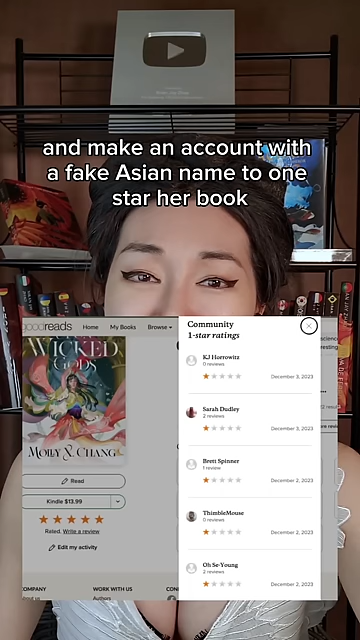 and make an account with
a fake Asian name to one
star her book
goodreads
Home
My Books
Browse
WICKED
GODS
MOLLY X CHANG
Read
Kindle $13.99
Rated. Write a review
Edit my activity
COMPANY
WORK WITH US
Authors
Community
1-star ratings
KJ Horrowitz
0 reviews
December 3, 2023
Sarah Dudley
2 reviews
December 3, 2023
Brett Spinner
1 review
December 2, 2023
ThimbleMouse
0 reviews
December 2, 2023
Oh Se-Young
2 reviews
December 2, 2023